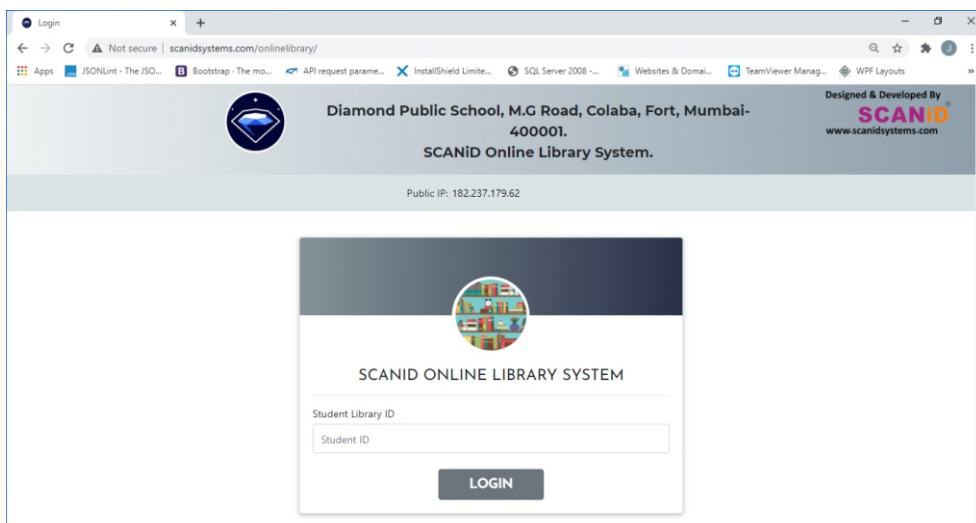 Login
Not secure | scanidsystems.com/onlinelibrary/
Apps JSONLint - The JSO... Bootstrap · The mo... API request parame... InstallShield Limite... SQL Server 2008 -... Websites & Domai... TeamViewer Manag... WPF Layouts
Diamond Public School, M.G Road, Colaba, Fort, Mumbai-
400001.
SCANiD Online Library System.
Designed & Developed By
SCANiD
www.scanidsystems.com
Public IP: 182.237.179.62
SCANID ONLINE LIBRARY SYSTEM
Student Library ID
Student ID
LOGIN